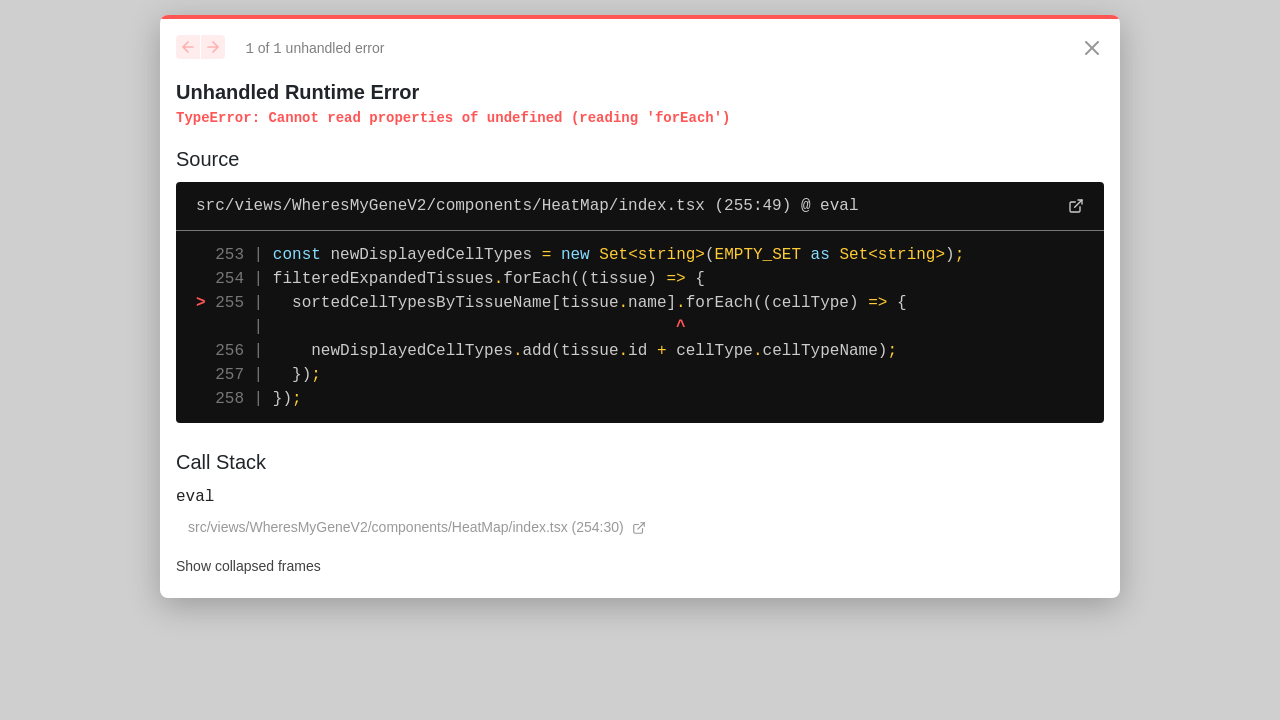 1 of 1 unhandled error
Unhandled Runtime Error
TypeError: Cannot read properties of undefined (reading 'forEach')
Source
src/views/WheresMyGeneV2/components/HeatMap/index.tsx (255:49) @ eval
  253 | const newDisplayedCellTypes = new Set<string>(EMPTY_SET as Set<string>);
  254 | filteredExpandedTissues.forEach((tissue) => {
> 255 |   sortedCellTypesByTissueName[tissue.name].forEach((cellType) => {
      |                                           ^
  256 |     newDisplayedCellTypes.add(tissue.id + cellType.cellTypeName);
  257 |   });
  258 | });
Call Stack
eval
src/views/WheresMyGeneV2/components/HeatMap/index.tsx (254:30)
Show collapsed frames